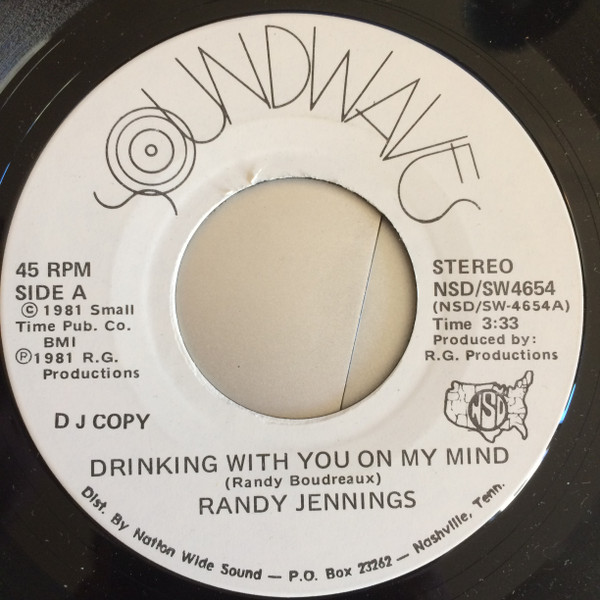 SOUNDWAVES
45 RPM
SIDE A
© 1981 Small
Time Pub. Co.
BMI
℗1981 R.G.
Productions
D J COPY
STEREO
NSD/SW4654
(NSD/SW-4654A)
Time 3:33
Produced by:
R.G. Productions
NSD
DRINKING WITH YOU ON MY MIND
(Randy Boudreaux)
RANDY JENNINGS
Dist. By Nation Wide Sound — P.O. Box 23262 — Nashville, Tenn.